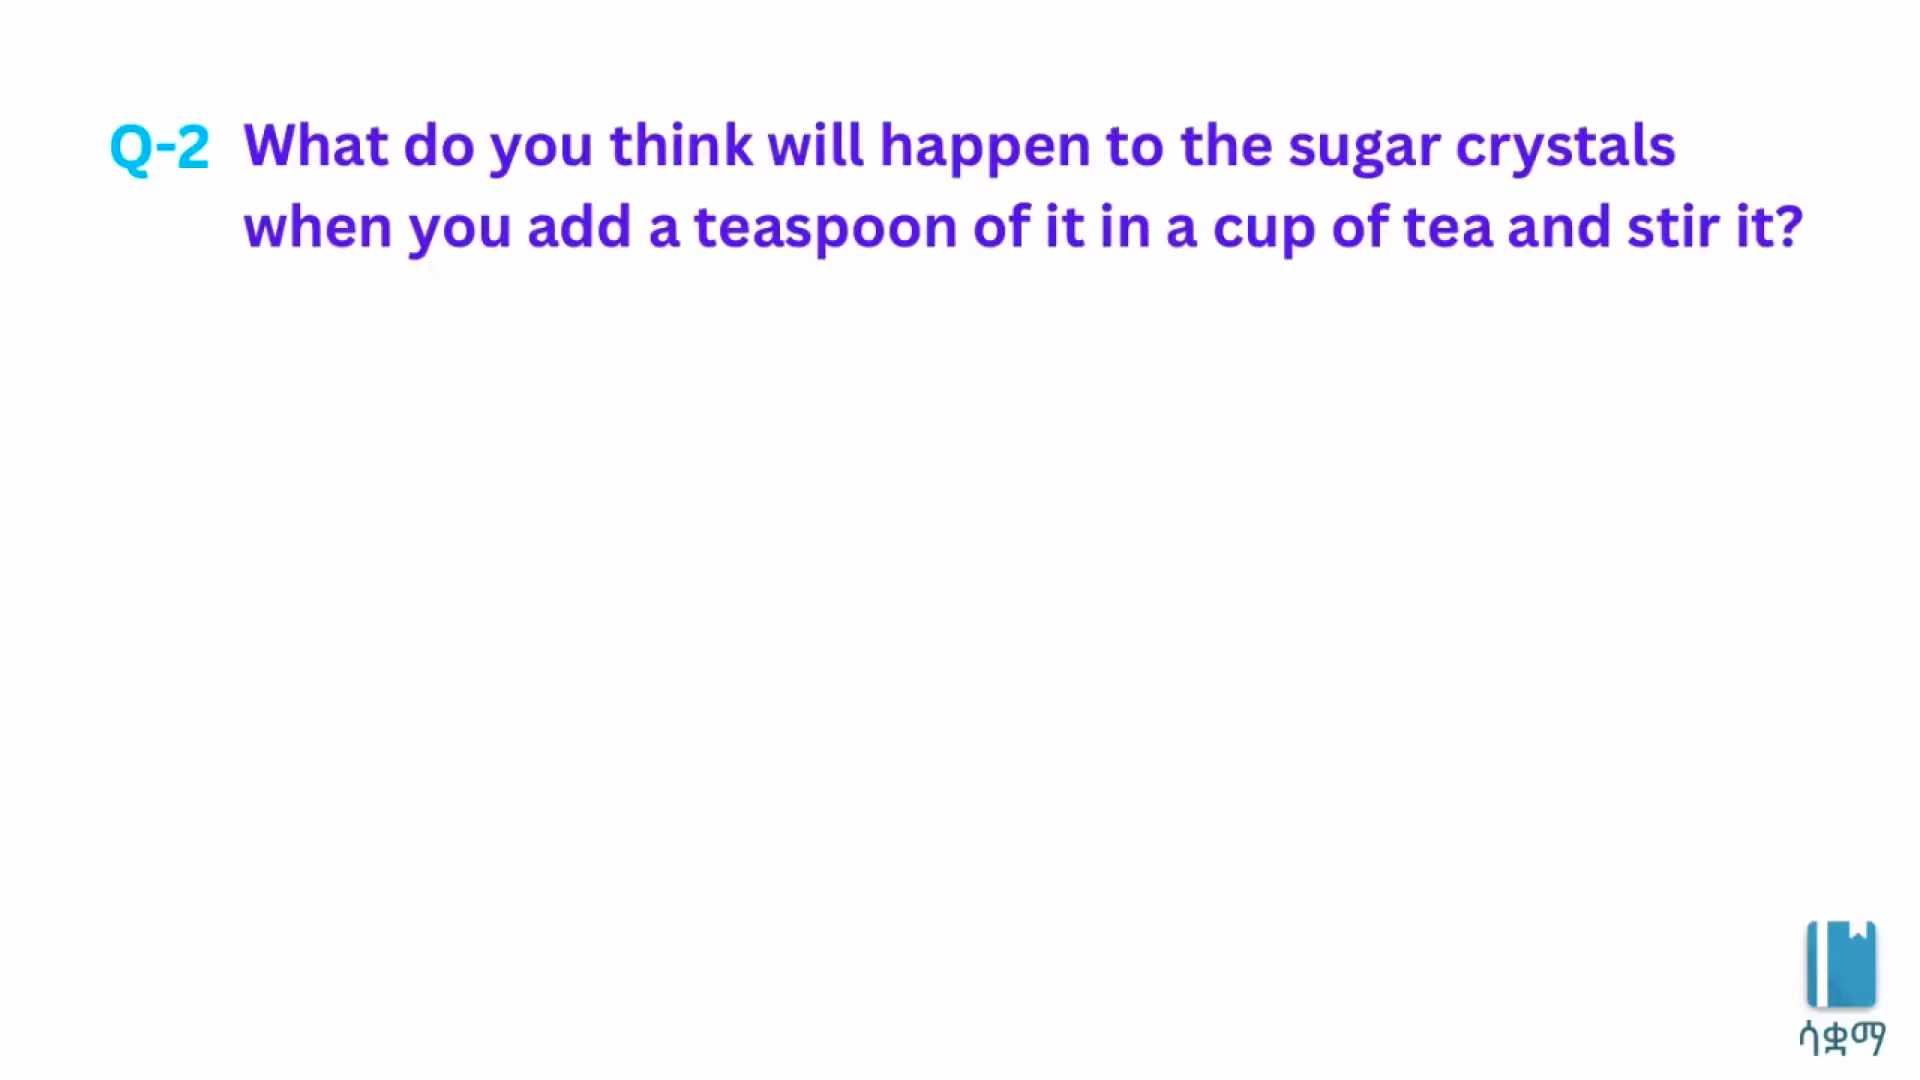 Q-2 What do you think will happen to the sugar crystals
when you add a teaspoon of it in a cup of tea and stir it?
ሳቋማ